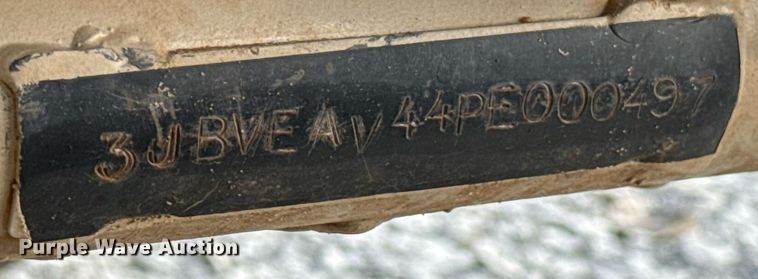 3JBVEAV44PE000497
Purple Wave Auction